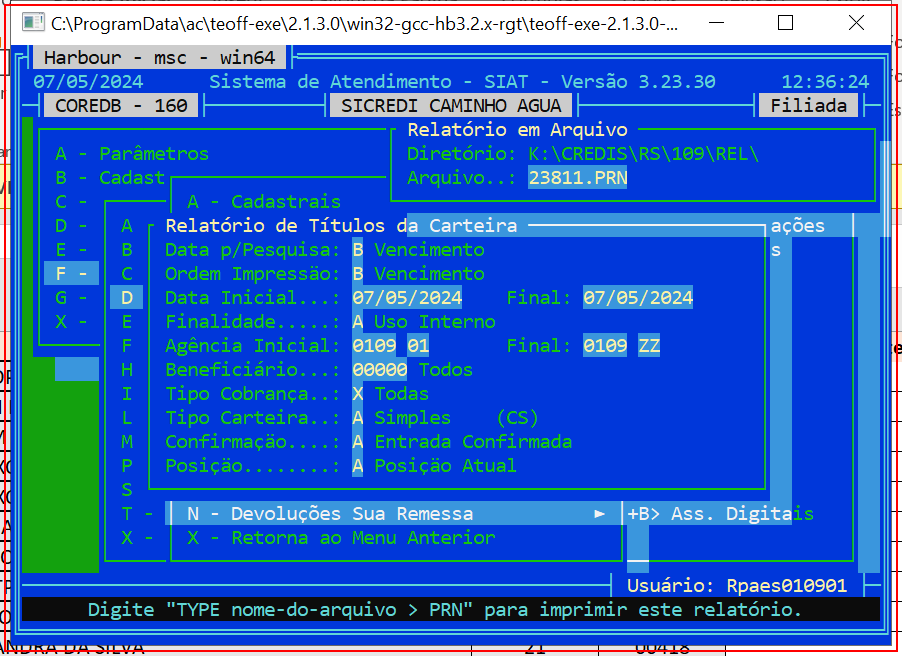 C:\ProgramData\ac\teoff-exe\2.1.3.0\win32-gcc-hb3.2.x-rgt\teoff-exe-2.1.3.0-...
Harbour - msc - win64
07/05/2024 Sistema de Atendimento - SIAT - Versão 3.23.30 12:36:24
COREDB - 160 SICREDI CAMINHO AGUA Filiada
Relatório em Arquivo
A - Parâmetros Diretório: K:\CREDIS\RS\109\REL\
B - Cadast Arquivo..: 23811.PRN
C - A - Cadastrais
D - A Relatório de Títulos da Carteira ações
E - B Data p/Pesquisa: B Vencimento s
F - C Ordem Impressäo: B Vencimento
G - D Data Inicial...: 07/05/2024 Final: 07/05/2024
X - E Finalidade.....: A Uso Interno
F Agência Inicial: 0109 01 Final: 0109 ZZ
H Beneficiário...: 00000 Todos
I Tipo Cobrança..: X Todas
L Tipo Carteira..: A Simples (CS)
M Confirmaçäo....: A Entrada Confirmada
P Posiçäo........: A Posiçäo Atual
S
T - N - Devoluções Sua Remessa ► +B> Ass. Digitais
X - X - Retorna ao Menu Anterior
Usuário: Rpaes010901
Digite "TYPE nome-do-arquivo > PRN" para imprimir este relatório.
ANDRA DA SILVA 21 00418